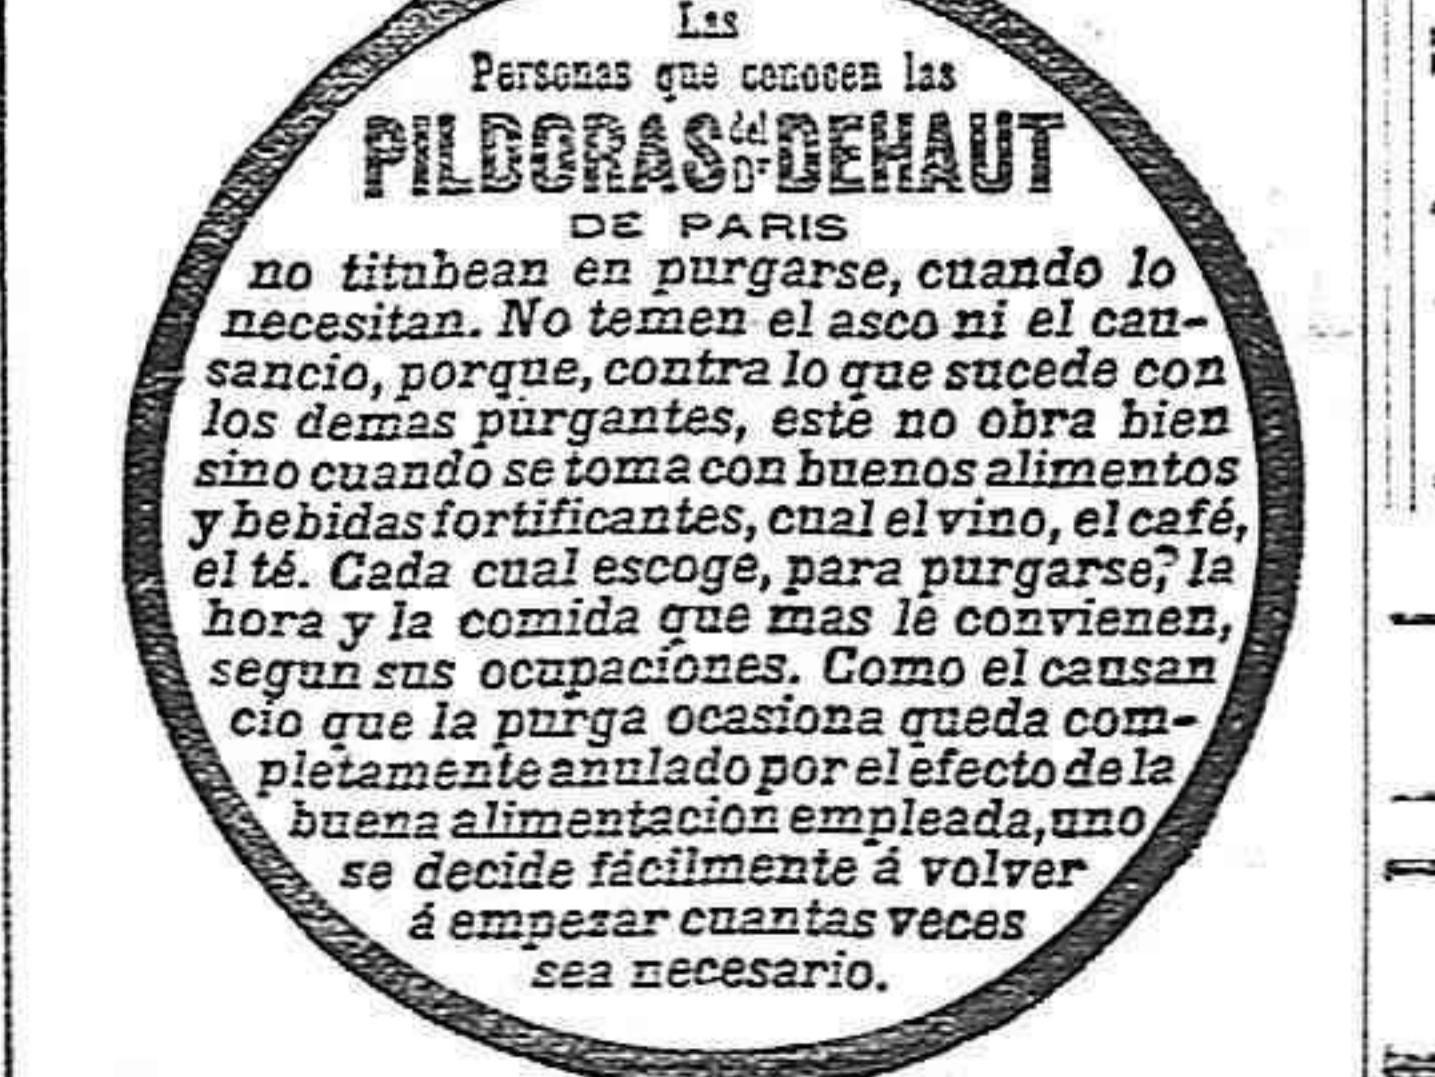 Las
Personas que conocen las
PILDORAS del DR DEHAUT
DE PARIS
no titubean en purgarse, cuando lo
necesitan. No temen el asco ni el cau-
sancio, porque, contra lo que sucede con
los demas purgantes, este no obra bien
sino cuando se toma con buenos alimentos
y bebidas fortificantes, cual el vino, el café,
el té. Cada cual escoge, para purgarse, la
hora y la comida que mas le convienen,
segun sus ocupaciones. Como el causan
cio que la purga ocasiona queda com-
pletamente anulado por el efecto de la
buena alimentacion empleada, uno
se decide fácilmente á volver
á empezar cuantas veces
sea necesario.